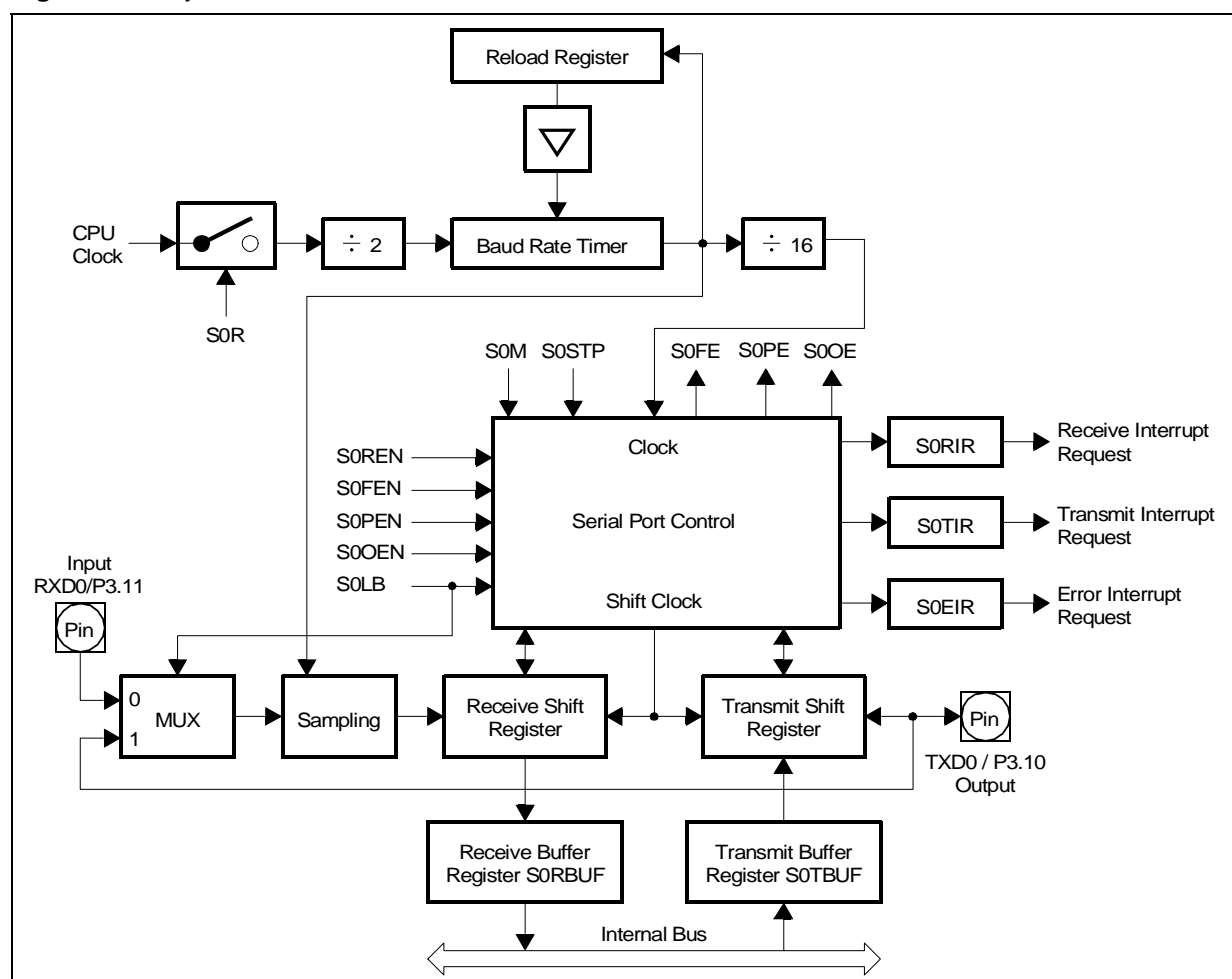 Reload Register
CPU
Clock
÷ 2
Baud Rate Timer
÷ 16
S0R
S0M
S0STP
S0FE
S0PE
S0OE
Clock
Serial Port Control
Shift Clock
S0REN
S0FEN
S0PEN
S0OEN
S0LB
S0RIR
Receive Interrupt
Request
S0TIR
Transmit Interrupt
Request
S0EIR
Error Interrupt
Request
Input
RXD0/P3.11
Pin
0
MUX
1
Sampling
Receive Shift
Register
Transmit Shift
Register
Pin
TXD0 / P3.10
Output
Receive Buffer
Register S0RBUF
Transmit Buffer
Register S0TBUF
Internal Bus